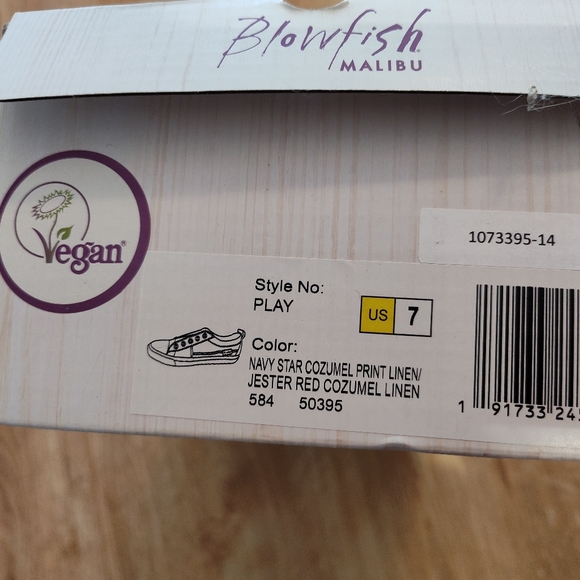 Blowfish
MALIBU
Vegan
1073395-14
Style No:
PLAY
US 7
Color:
NAVY STAR COZUMEL PRINT LINEN/
JESTER RED COZUMEL LINEN
584 50395
1 91733 24